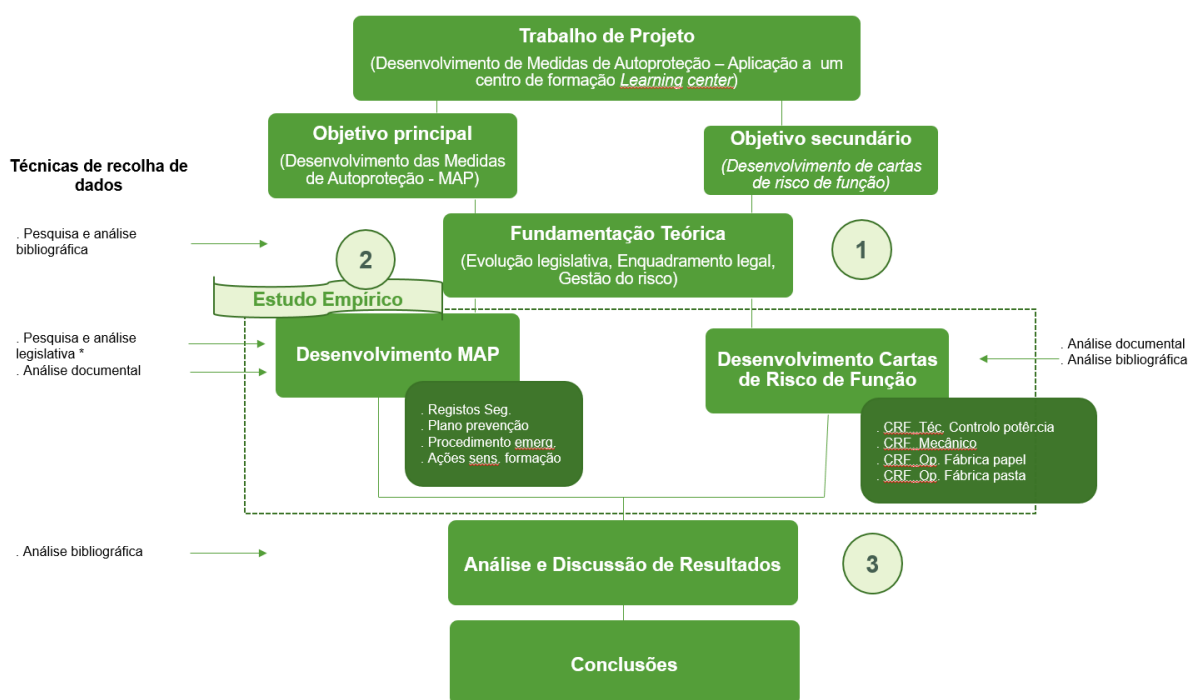 Trabalho de Projeto
(Desenvolvimento de Medidas de Autoproteção – Aplicação a um
centro de formação Learning center)
Objetivo principal
(Desenvolvimento das Medidas
de Autoproteção - MAP)
Objetivo secundário
(Desenvolvimento de cartas
de risco de função)
Técnicas de recolha de
dados
. Pesquisa e análise
bibliográfica
Fundamentação Teórica
(Evolução legislativa, Enquadramento legal,
Gestão do risco)
1
2
Estudo Empírico
. Pesquisa e análise
legislativa *
. Análise documental
Desenvolvimento MAP
. Registos Seg.
. Plano prevenção
. Procedimento emerg.
. Ações sens. formação
Desenvolvimento Cartas
de Risco de Função
. Análise documental
. Análise bibliográfica
. CRF_Téc. Controlo potêr.cia
. CRF_Mecânico
. CRF_Op. Fábrica papel
. CRF_Op. Fábrica pasta
. Análise bibliográfica
Análise e Discussão de Resultados
3
Conclusões